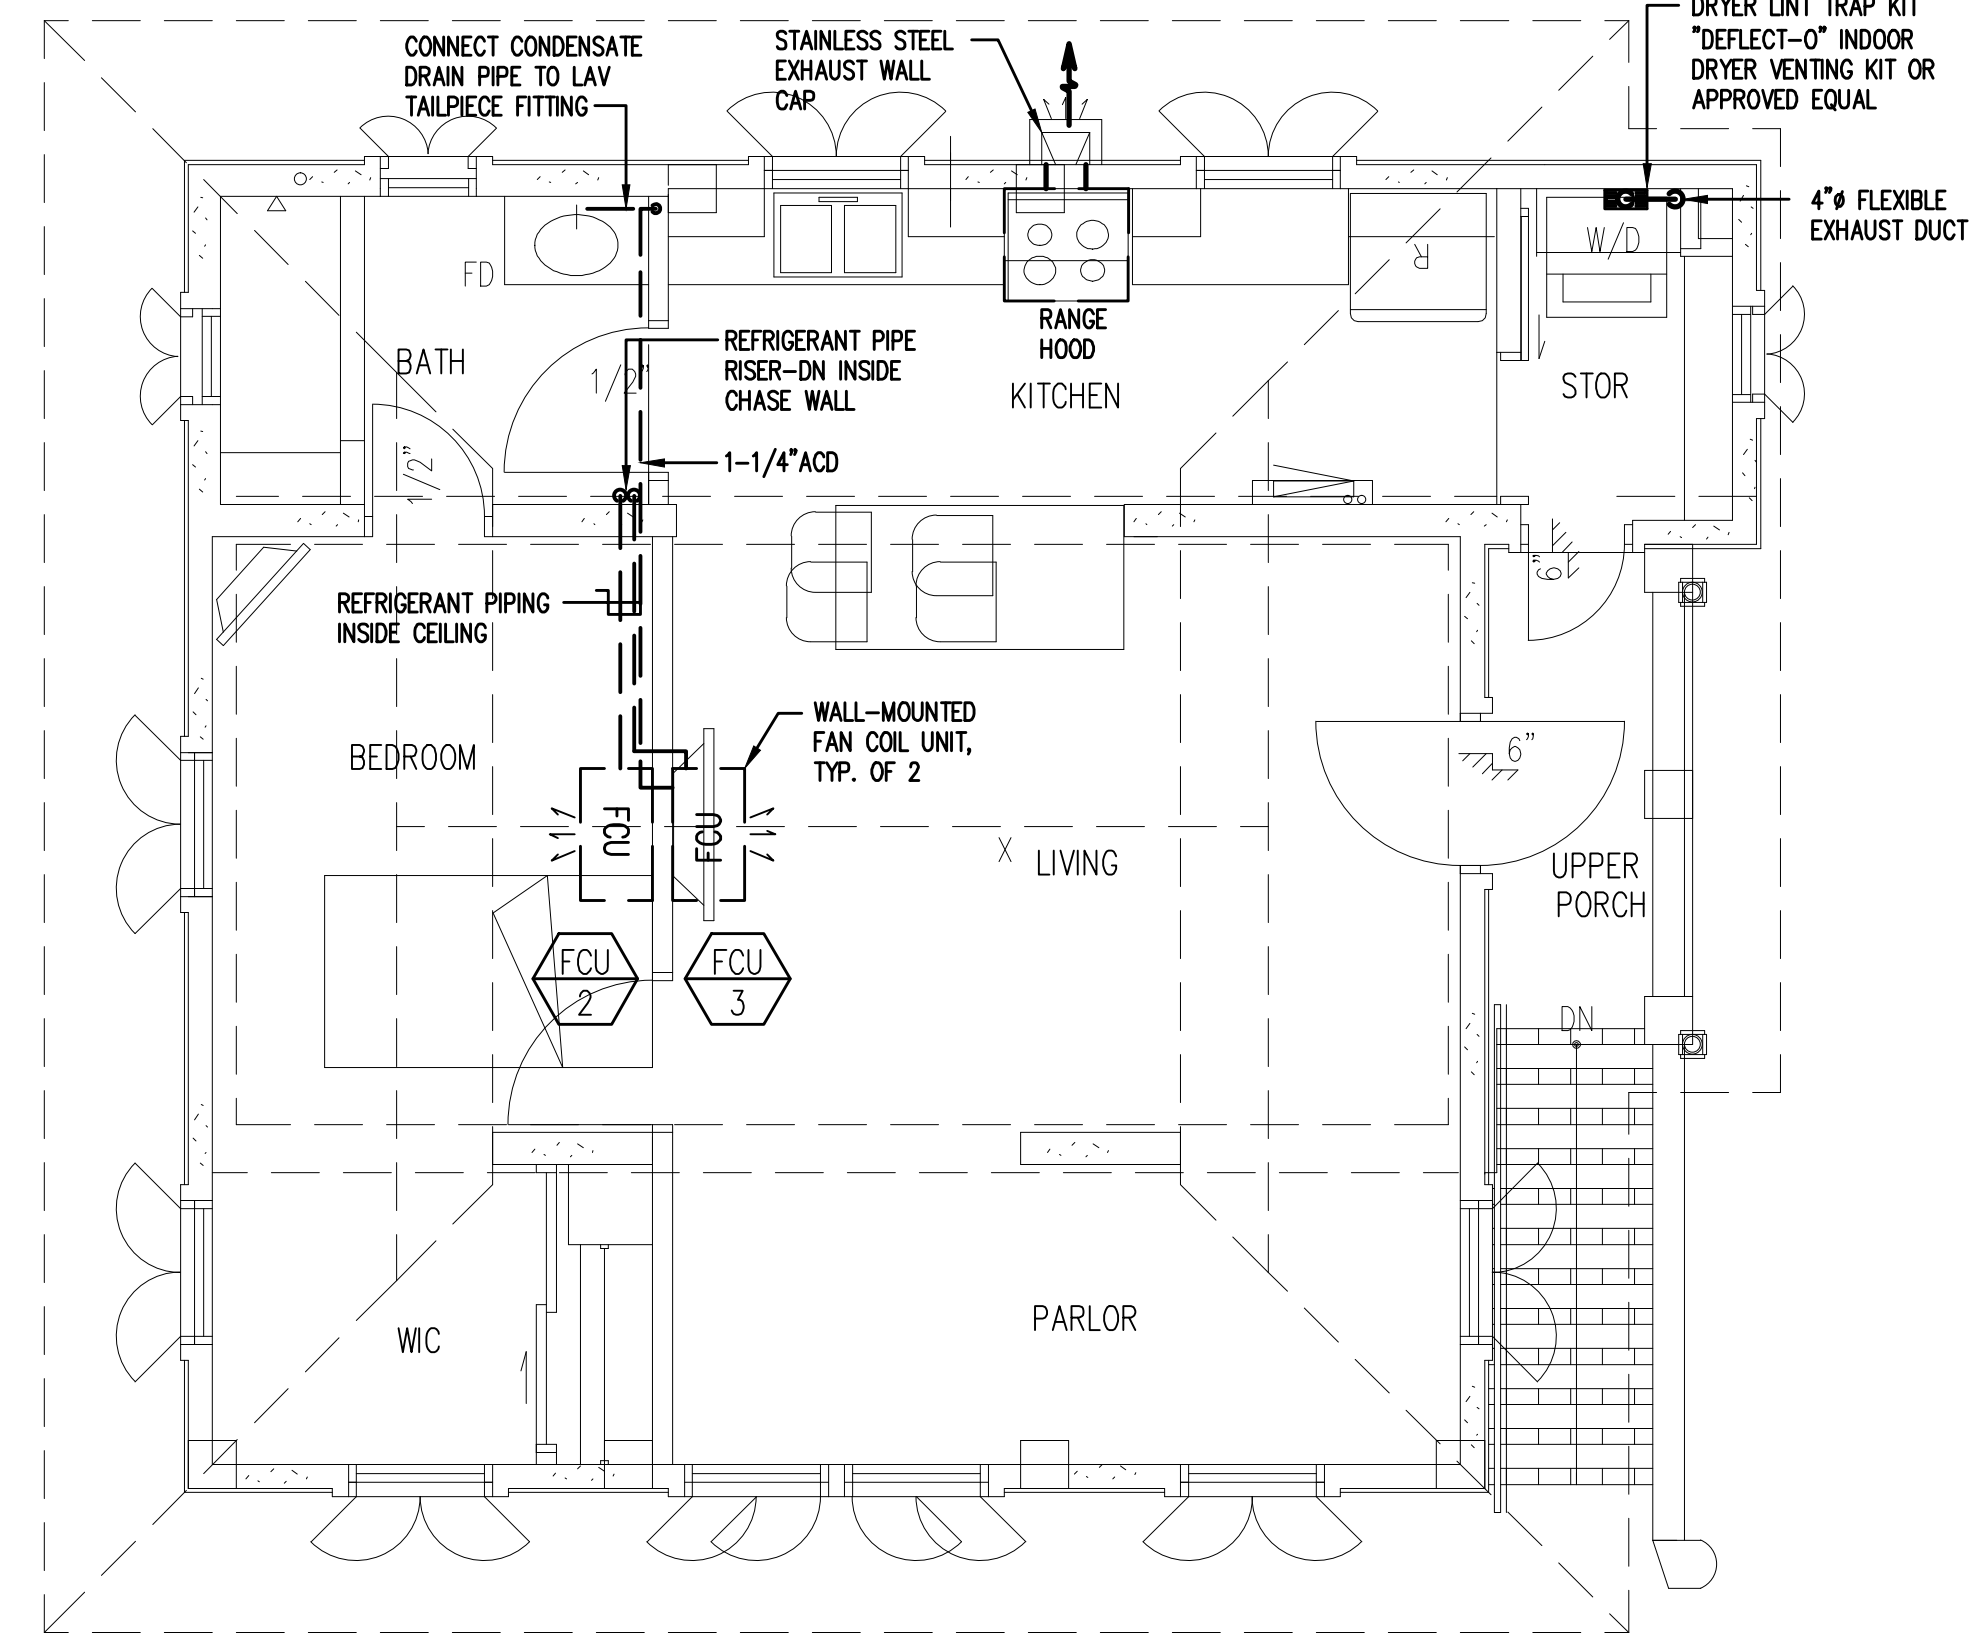 DRYER LINT TRAP KIT
"DEFLECT-O" INDOOR
DRYER VENTING KIT OR
APPROVED EQUAL
CONNECT CONDENSATE
DRAIN PIPE TO LAV
TAILPIECE FITTING
STAINLESS STEEL
EXHAUST WALL
CAP
4"ø FLEXIBLE
EXHAUST DUCT
W/D
R
FD
RANGE
HOOD
REFRIGERANT PIPE
RISER-DN INSIDE
CHASE WALL
BATH
1/2"
KITCHEN
STOR
1-1/4"ACD
1/2"
6"
REFRIGERANT PIPING
INSIDE CEILING
WALL-MOUNTED
FAN COIL UNIT,
TYP. OF 2
BEDROOM
6"
FCU
FCU
X
LIVING
UPPER
PORCH
FCU
2
FCU
3
DN
WIC
PARLOR